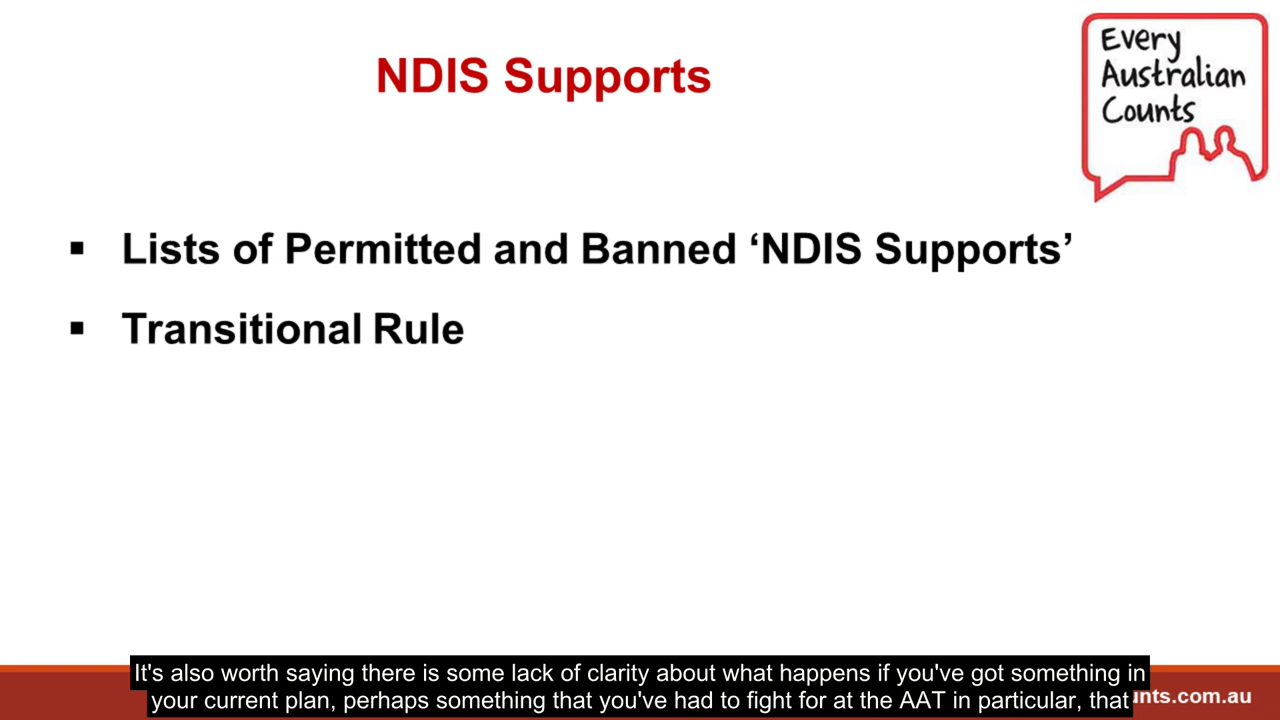 NDIS Supports
Every
Australian
Counts
▪ Lists of Permitted and Banned ‘NDIS Supports’
▪ Transitional Rule
It's also worth saying there is some lack of clarity about what happens if you've got something in
your current plan, perhaps something that you've had to fight for at the AAT in particular, that
unts.com.au